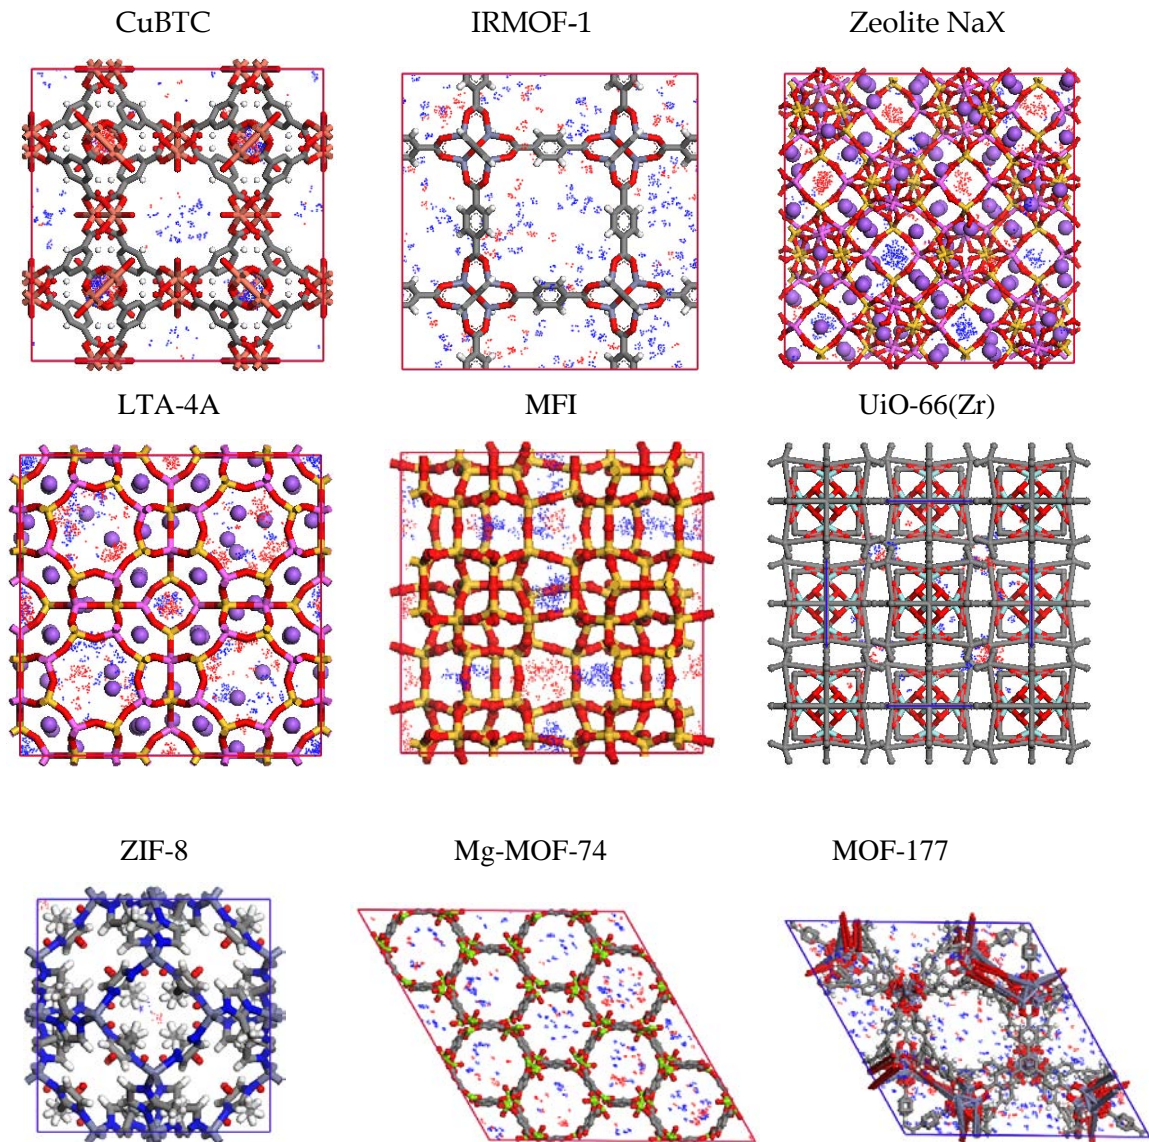 CuBTC IRMOF-1 Zeolite NaX
LTA-4A MFI UiO-66(Zr)
ZIF-8 Mg-MOF-74 MOF-177